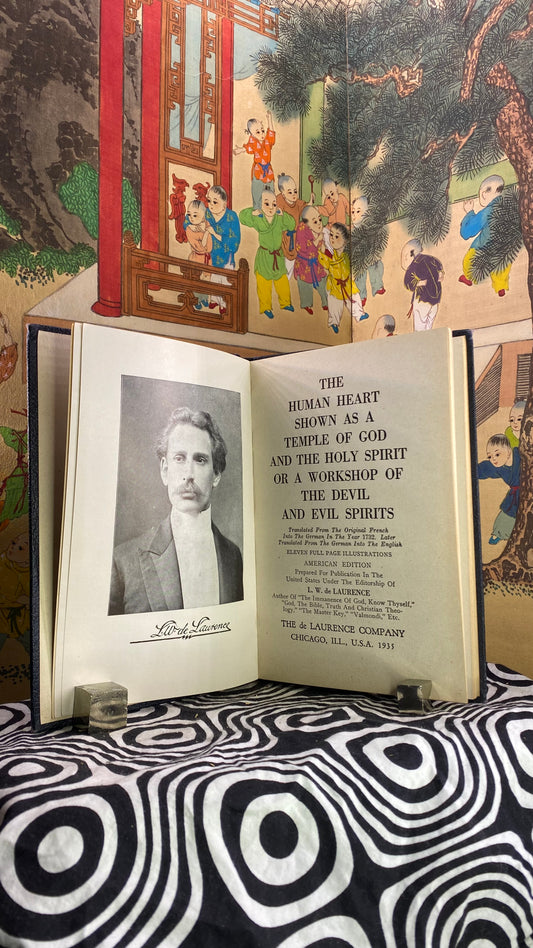 L.W. de Laurence
THE
HUMAN HEART
SHOWN AS A
TEMPLE OF GOD
AND THE HOLY SPIRIT
OR A WORKSHOP OF
THE DEVIL
AND EVIL SPIRITS
Translated From The Original French
Into The German In The Year 1732. Later
Translated From The German Into The English
ELEVEN FULL PAGE ILLUSTRATIONS
AMERICAN EDITION
Prepared For Publication In The
United States Under The Editorship Of
L. W. de LAURENCE
Author Of "The Immanence Of God, Know Thyself,"
"God, The Bible, Truth And Christian Theo-
logy," "The Master Key," "Valmondi," Etc.
THE de LAURENCE COMPANY
CHICAGO, ILL., U.S.A. 1935